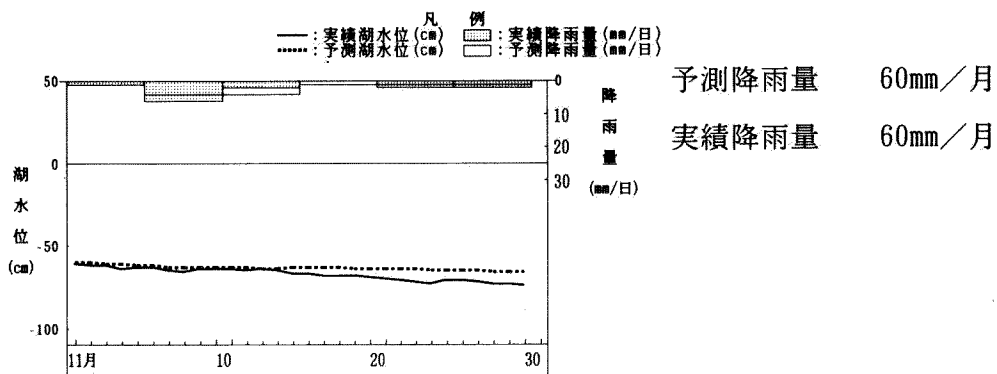 凡 例
: 実績湖水位(cm) : 実績降雨量(mm/日)
: 予測湖水位(cm) : 予測降雨量(mm/日)
予測降雨量 60mm/月
実績降雨量 60mm/月
50
0
-50
-100
湖水位(cm)
0
10
20
30
降雨量(mm/日)
11月 10 20 30